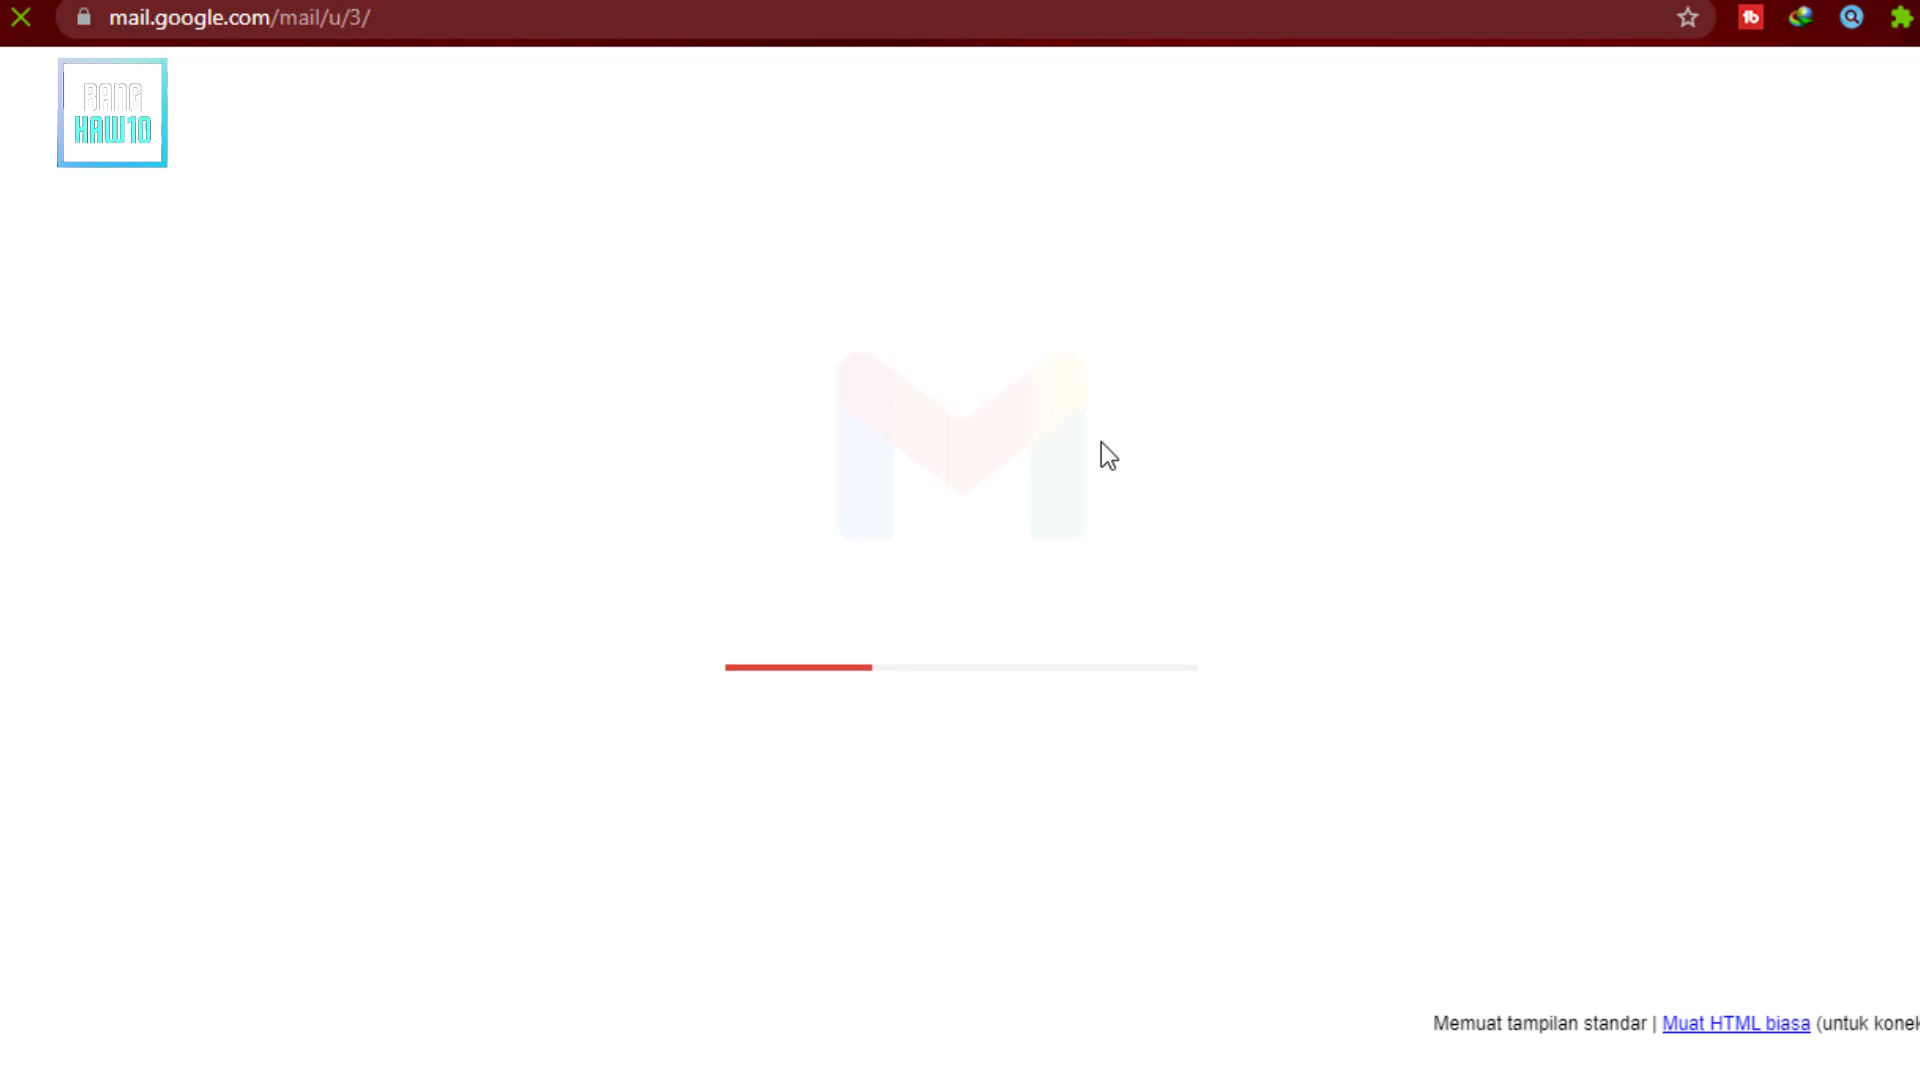 mail.google.com/mail/u/3/
BANG
HAW10
Memuat tampilan standar | Muat HTML biasa (untuk konek